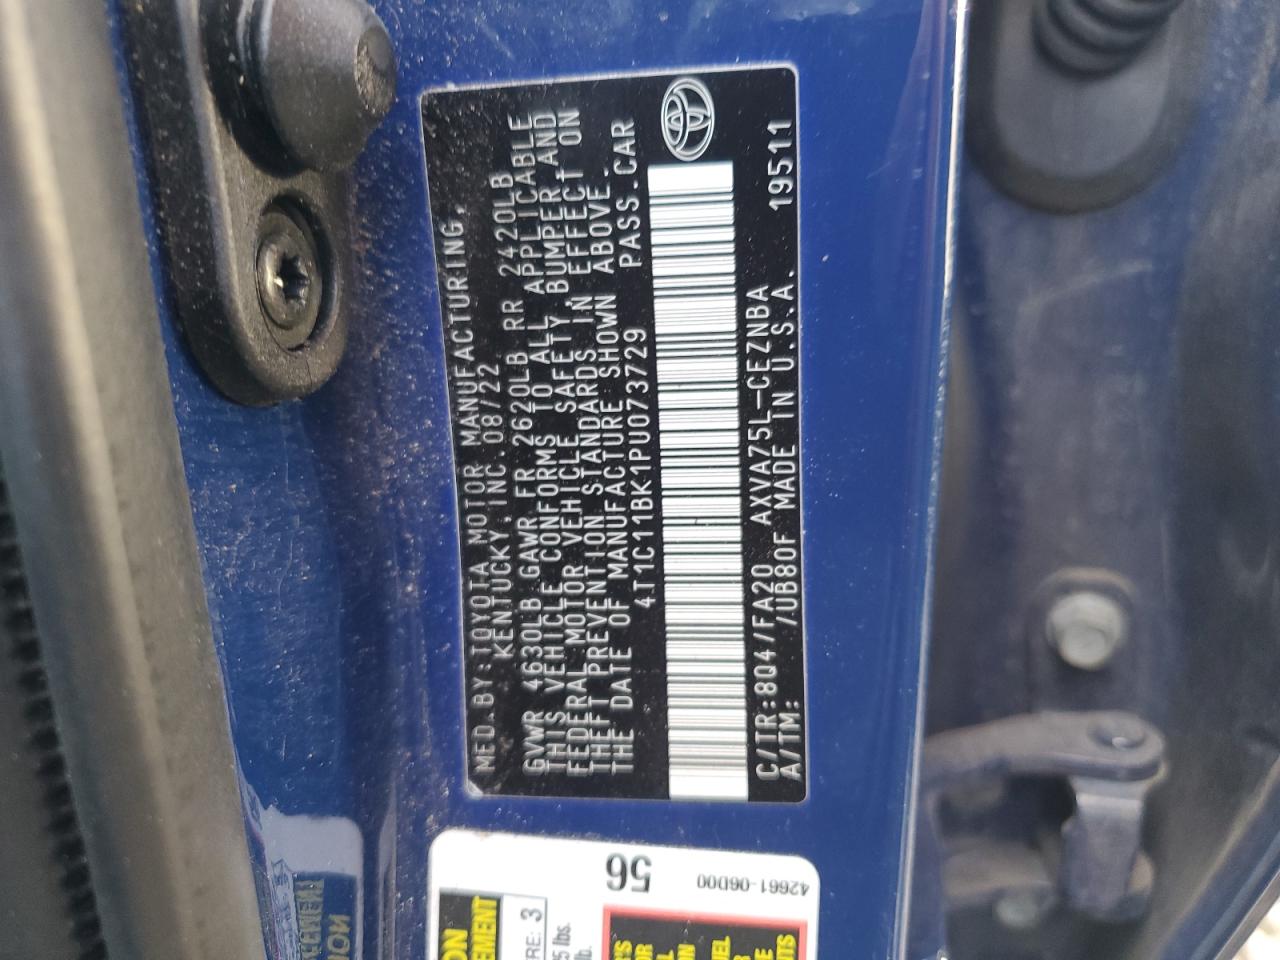 MFD.BY:TOYOTA MOTOR MANUFACTURING,
KENTUCKY,INC.08/22
GVWR 4630LB GAWR FR 2620LB RR 2420LB
THIS VEHICLE CONFORMS TO ALL APPLICABLE
FEDERAL MOTOR VEHICLE SAFETY,BUMPER,AND
THEFT PREVENTION STANDARDS IN EFFECT ON
THE DATE OF MANUFACTURE SHOWN ABOVE.
4T1C11BK1PU073729 PASS.CAR
C/TR:8Q4/FA20 AXVA75L-CEZNBA 19511
A/TM: /UB80F MADE IN U.S.A.
56
42661-06D00